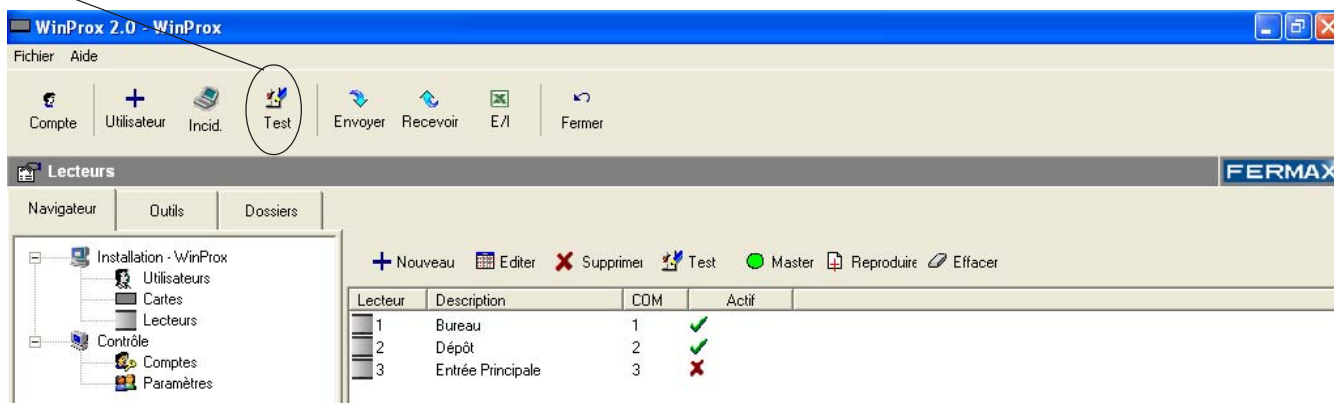 WinProx 2.0 - WinProx
Fichier Aide
Compte Utilisateur Incid. Test Envoyer Recevoir E/I Fermer
Lecteurs FERMAX
Navigateur Outils Dossiers
Installation - WinProx
Utilisateurs
Cartes
Lecteurs
Contrôle
Comptes
Paramètres
Nouveau Editer Supprimer Test Master Reproduire Effacer
Lecteur Description COM Actif
1 Bureau 1
2 Dépôt 2
3 Entrée Principale 3